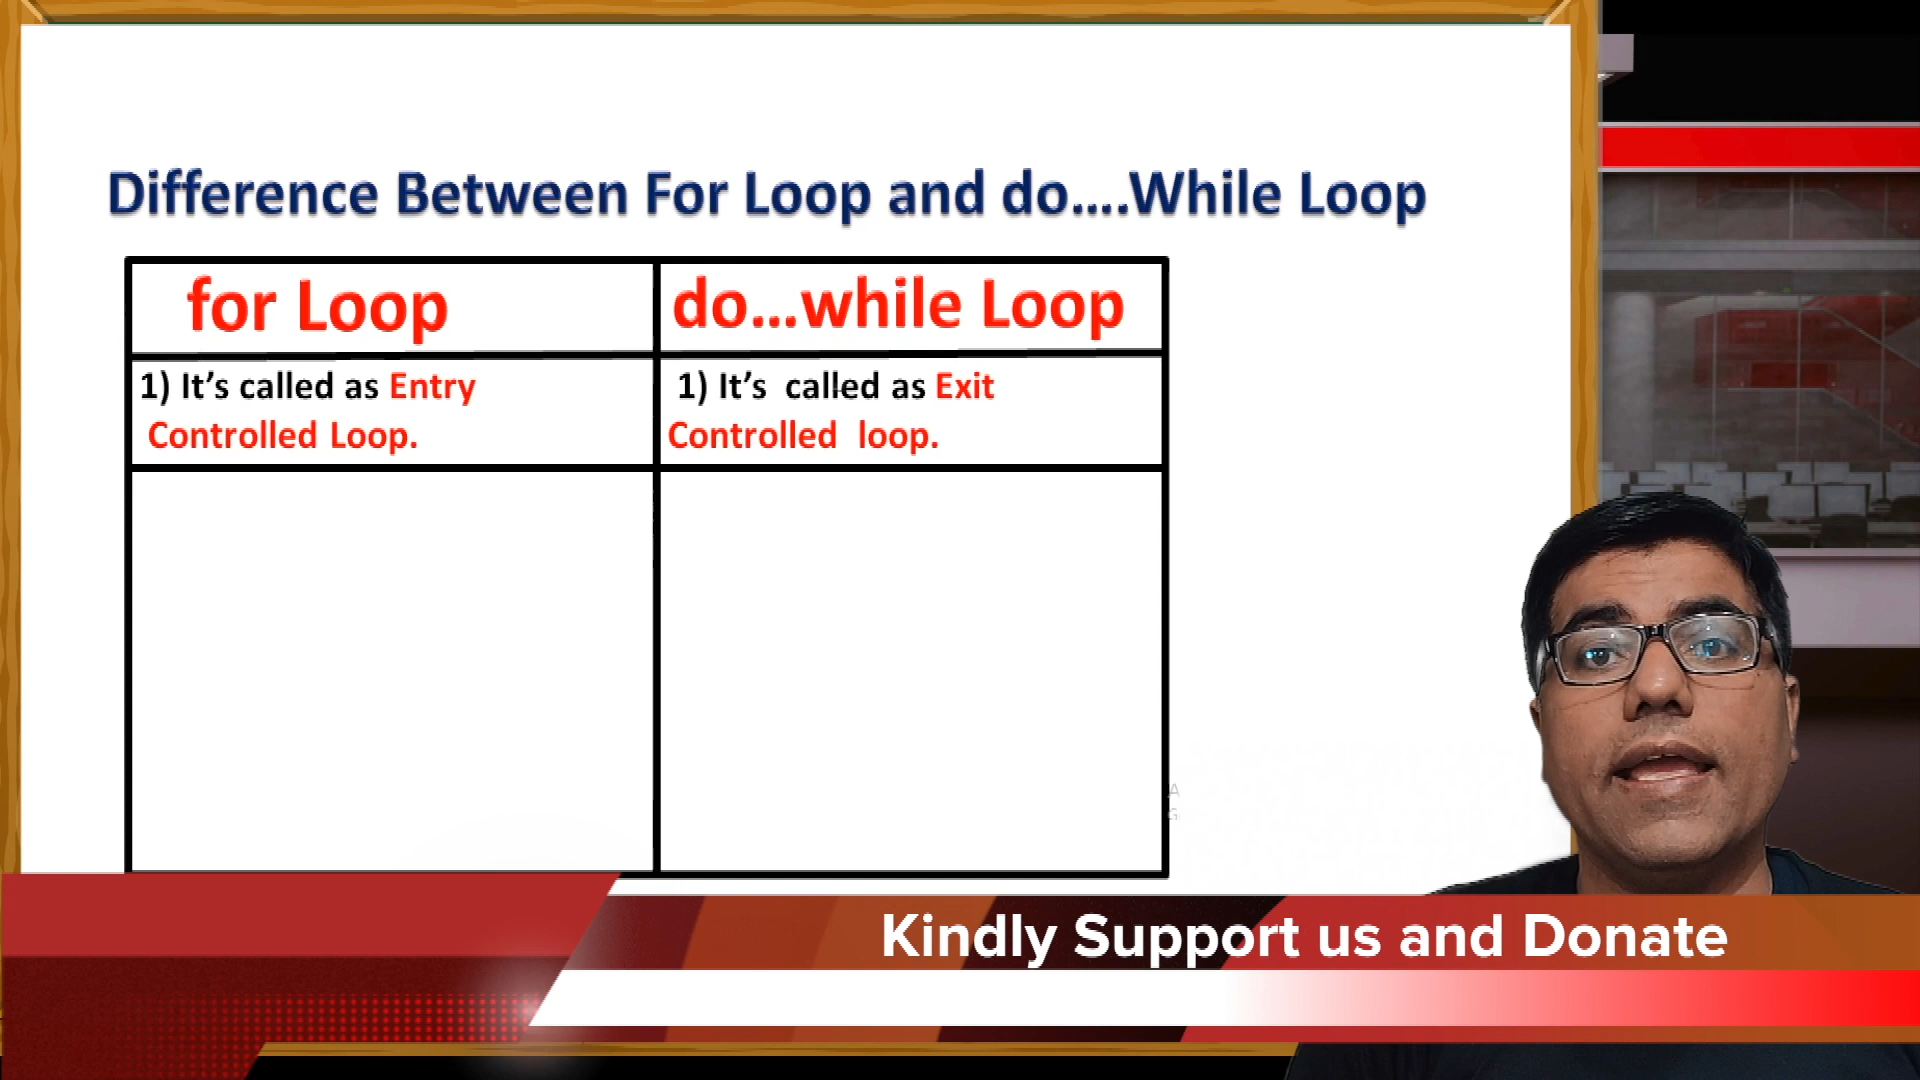 Difference Between For Loop and do....While Loop
for Loop
do...while Loop
1) It's called as Entry
Controlled Loop.
1) It's called as Exit
Controlled loop.
A
G
Kindly Support us and Donate